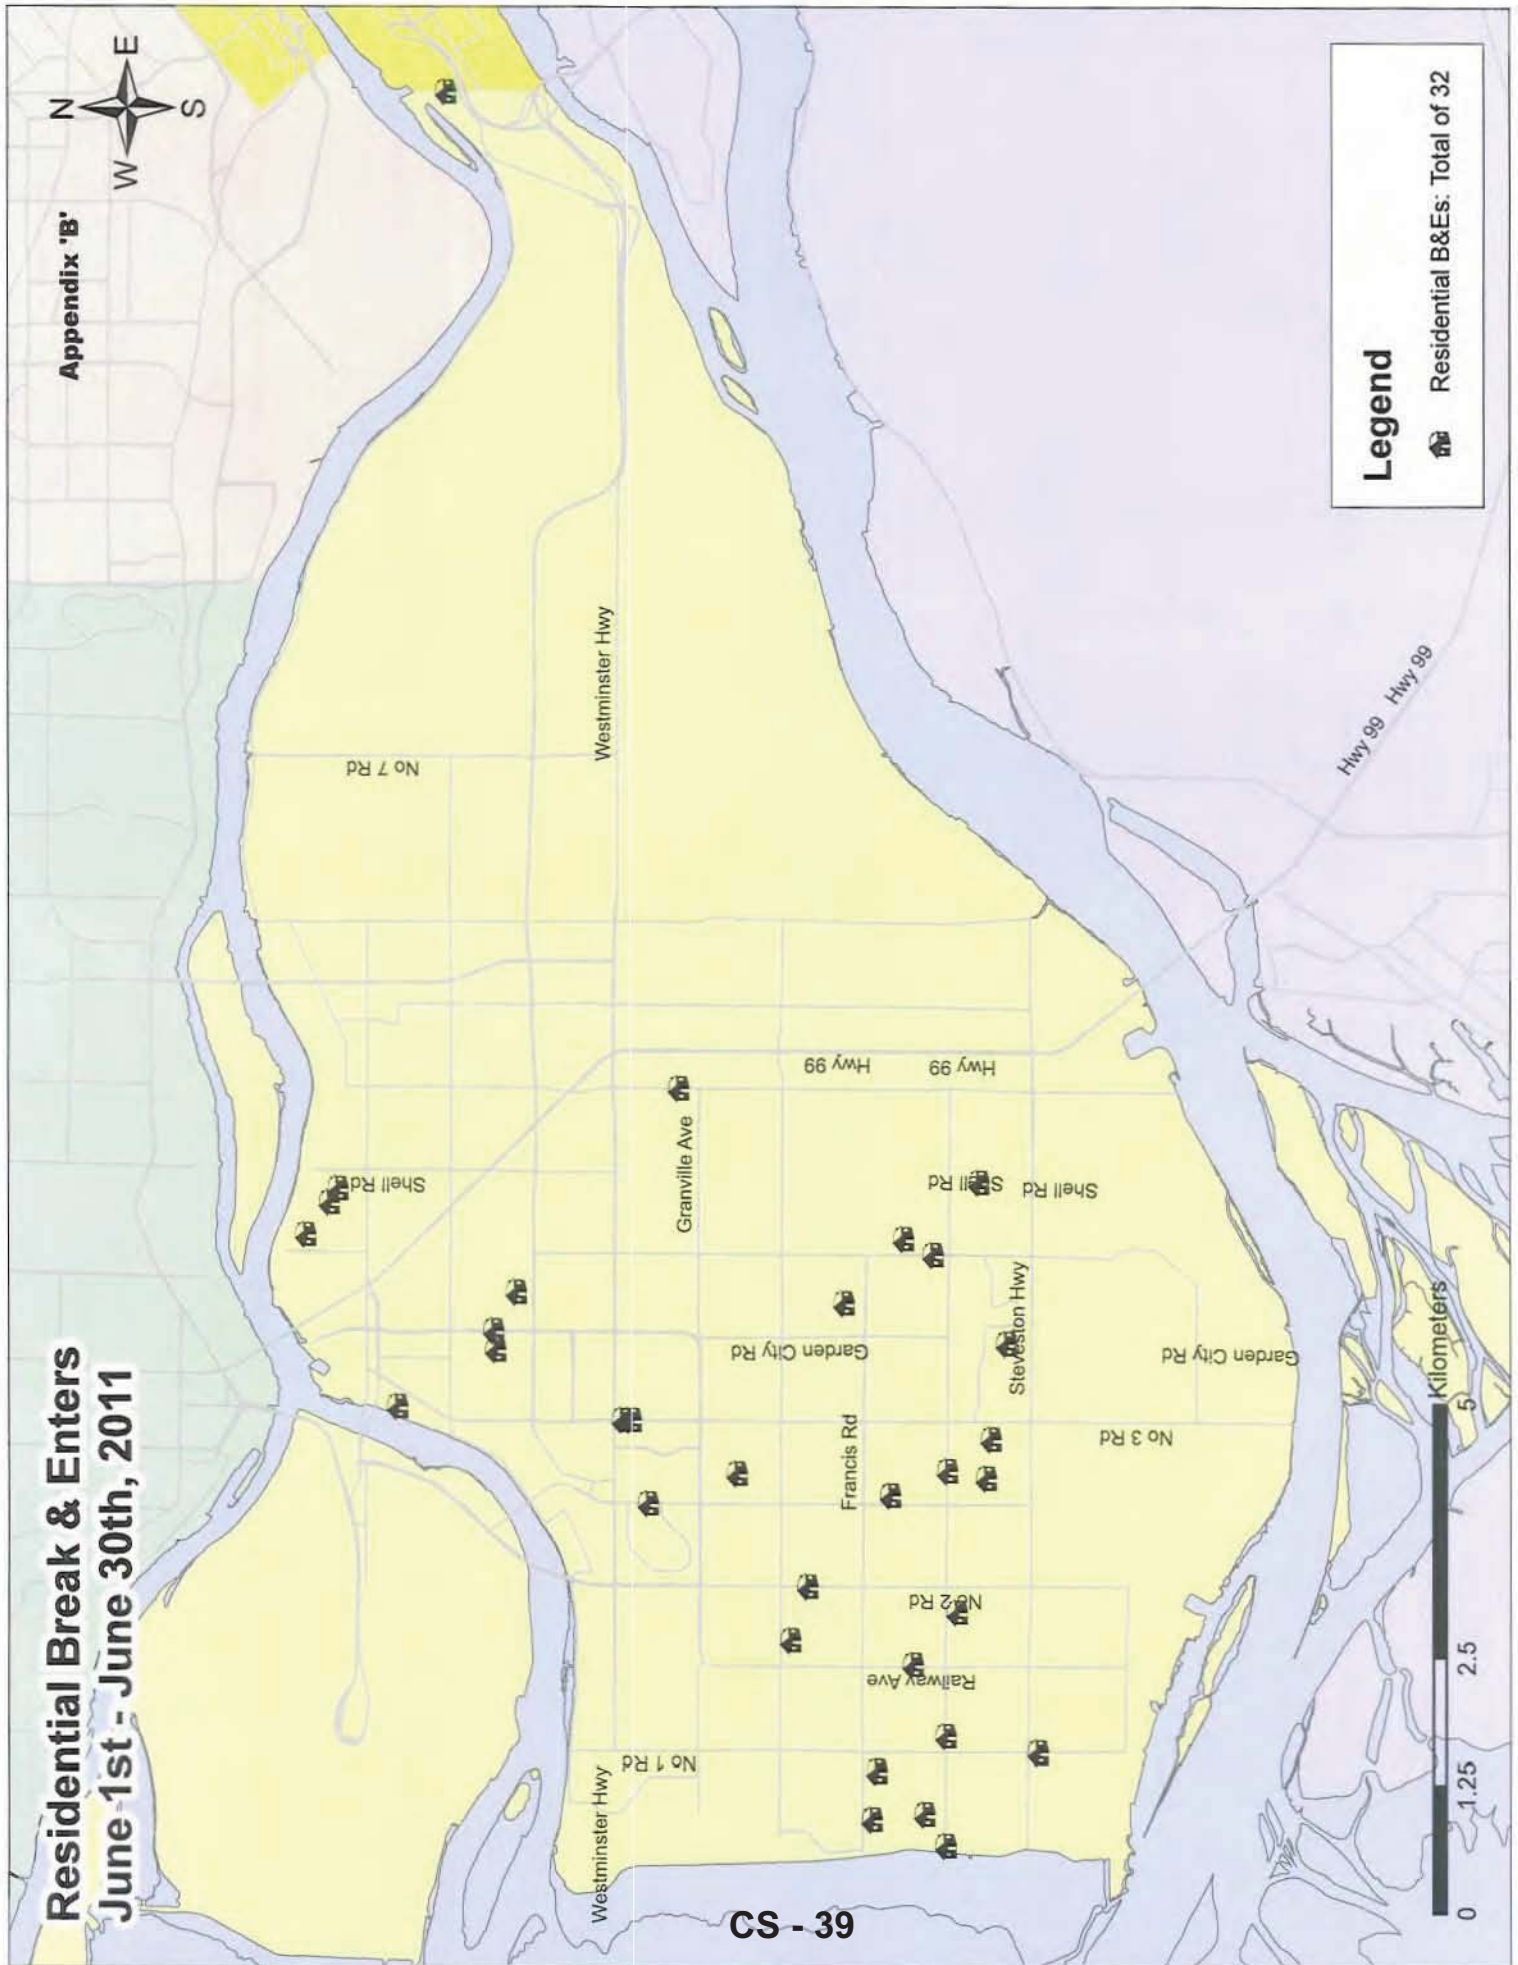 Residential Break & Enters
June 1st - June 30th, 2011
Appendix 'B'
N
W
E
S
No 7 Rd
Westminster Hwy
Shell Rd
Granville Ave
Hwy 99
Hwy 99
Shell Rd
Shell Rd
Garden City Rd
Steveston Hwy
Garden City Rd
Francis Rd
No 3 Rd
No 2 Rd
Railway Ave
No 1 Rd
Westminster Hwy
Hwy 99
Hwy 99
Legend
Residential B&Es: Total of 32
Kilometers
0 1.25 2.5 5
CS - 39